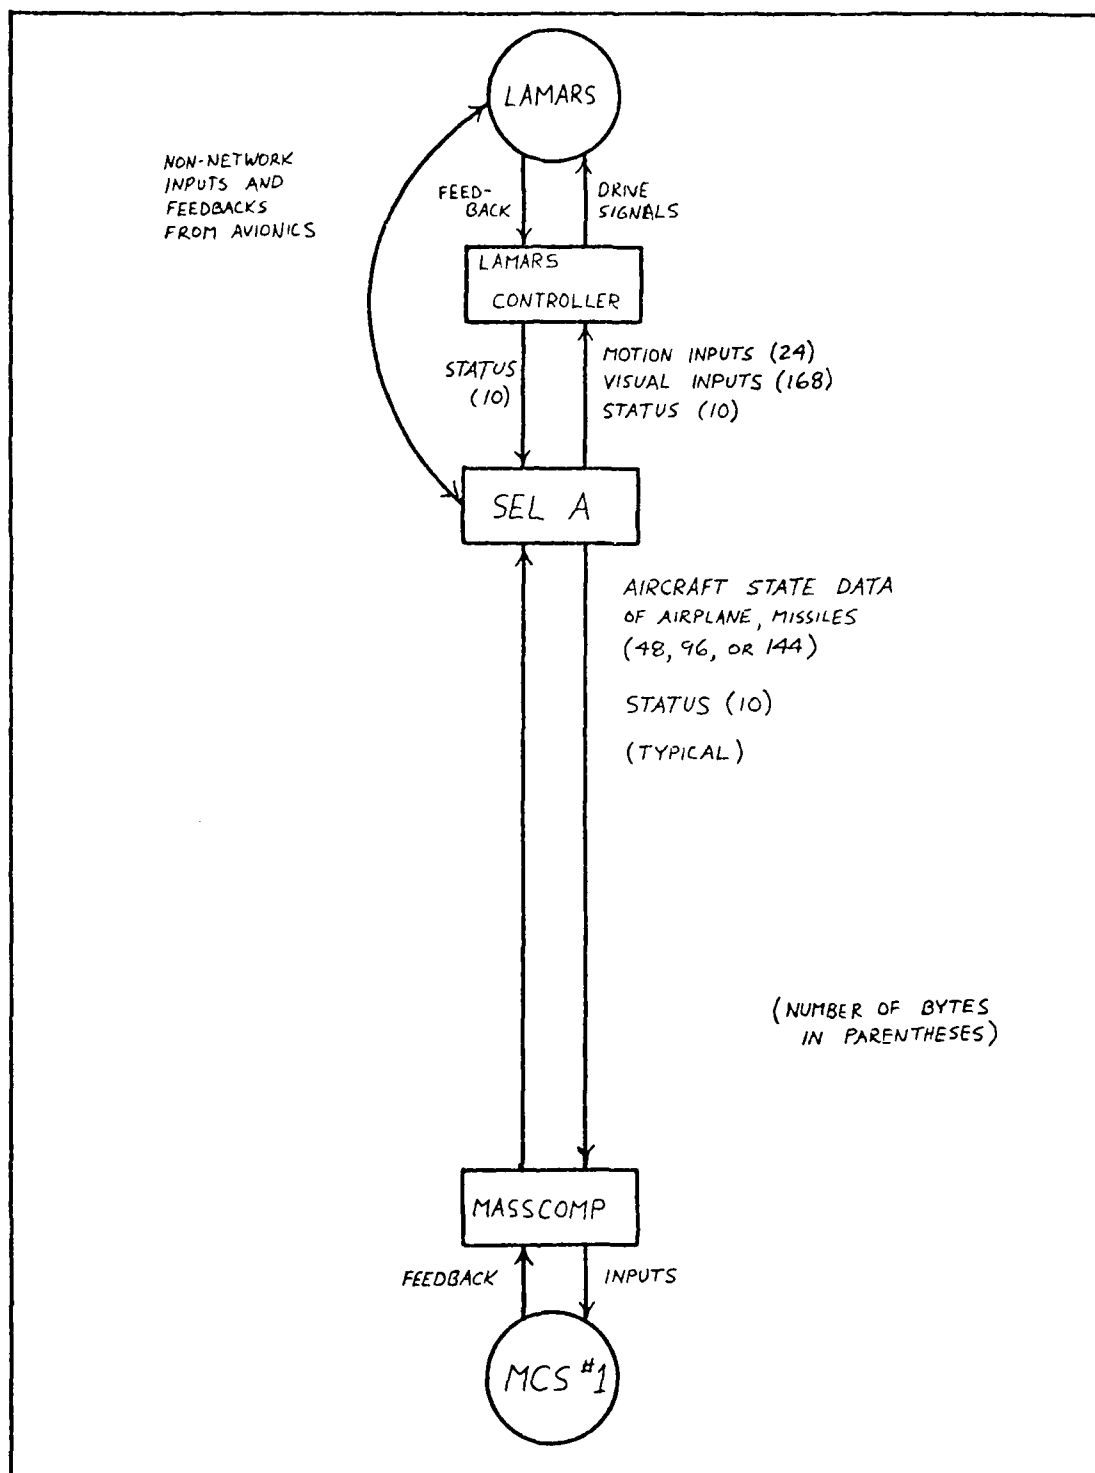 LAMARS
NON-NETWORK
INPUTS AND
FEEDBACKS
FROM AVIONICS
FEED-
BACK
DRIVE
SIGNALS
LAMARS
CONTROLLER
STATUS
(10)
MOTION INPUTS (24)
VISUAL INPUTS (168)
STATUS (10)
SEL A
AIRCRAFT STATE DATA
OF AIRPLANE, MISSILES
(48, 96, OR 144)
STATUS (10)
(TYPICAL)
(NUMBER OF BYTES
IN PARENTHESES)
MASSCOMP
FEEDBACK
INPUTS
MCS #1